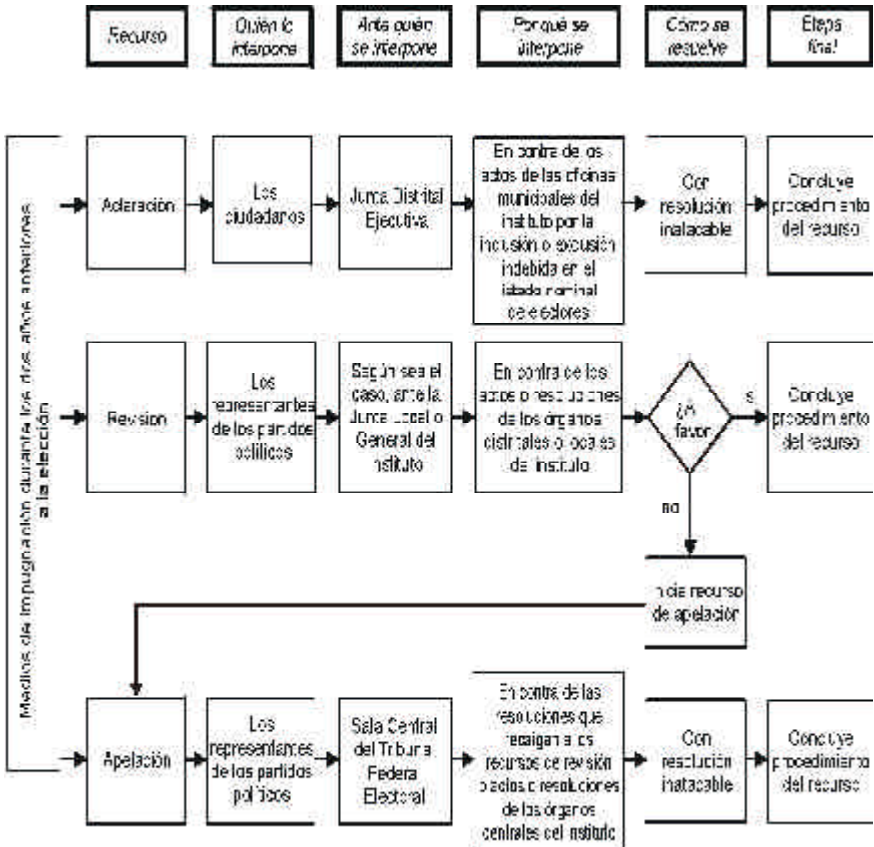 Recurso
Quién lo
interpone
Ante quién
se interpone
Por qué se
interpone
Cómo se
resuelve
Etapa
final
Medios de impugnación durante los dos años anteriores
a la elección
Aclaración
Los
ciudadanos
Junta Distrital
Ejecutiva
En contra de los
actos de las oficinas
municipales del
instituto por la
inclusión o exclusión
indebida en el
listado nominal
de electores
Con
resolución
inatacable
Concluye
procedimiento
del recurso
Revisión
Los
representantes
de los partidos
políticos
Según sea el
caso, ante la
Junta Local o
General del
Instituto
En contra de los
actos o resoluciones
de los órganos
distritales o locales
del instituto
¿A
favor
s
Concluye
procedimiento
del recurso
no
Inicia recurso
de apelación
Apelación
Los
representantes
de los partidos
políticos
Sala Central
del Tribunal
Federal
Electoral
En contra de las
resoluciones que
recaigan a los
recursos de revisión
o actos o resoluciones
de los órganos
centrales del instituto
Con
resolución
inatacable
Concluye
procedimiento
del recurso